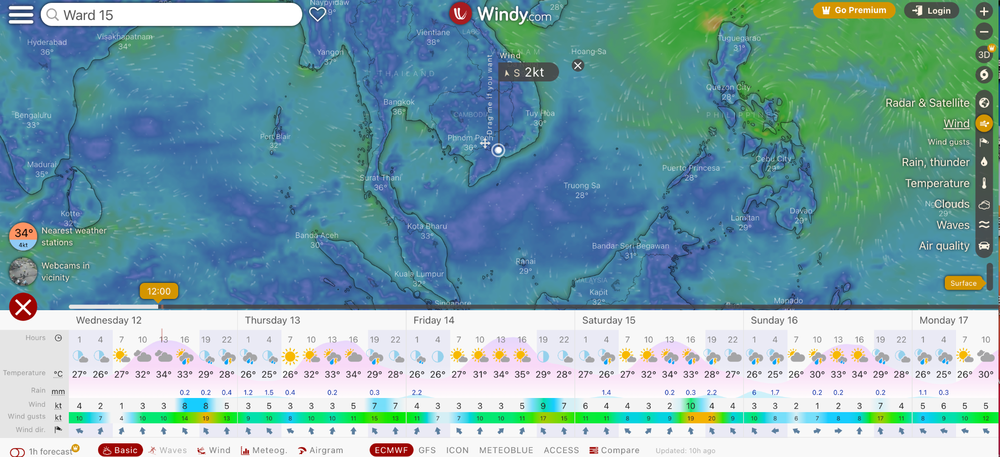 Ward 15
Windy.com
Go Premium
Login
3D
Naypyidaw
39°
28°
Hyderabad
36°
Visakhapatnam
34°
Vientiane
38°
LAOS
Yangon
37°
VIETNAM
Hoang Sa
Tuguegarao
31°
Wind
Da Nang
S 2kt
Drag me if you want
THAILAND
Bangkok
36°
Quezon City
28°
Bengaluru
33°
CAMBODIA
Tuy Hòa
30°
PHILIPPINES
Port Blair
32°
Phnom Penh
36°
Madurai
35°
Surat Thani
36°
Cebu City
29°
Puerto Princesa
28°
Truong Sa
28°
Kotte
32°
Kota Bharu
33°
Banda Aceh
30°
Lamitan
29°
Davao
29°
29°
Bandar Seri Begawan
31°
Ranai
29°
Kuala Lumpur
32°
MALAYSIA
Kapit
32°
Singapore
Manado
Radar & Satellite
Wind
Wind gusts
Rain, thunder
Temperature
Clouds
Waves
Air quality
Surface
34°
4kt
Nearest weather
stations
Webcams in
vicinity
12:00
Wednesday 12 Thursday 13 Friday 14 Saturday 15 Sunday 16 Monday 17
Hours 1 4 7 10 13 16 19 22 1 4 7 10 13 16 19 22 1 4 7 10 13 16 19 22 1 4 7 10 13 16 19 22 1 4 7 10 13 16 19 22 1 4 7 10
Temperature °C 27° 26° 27° 32° 34° 33° 29° 28° 26° 25° 26° 32° 33° 34° 29° 28° 26° 26° 27° 31° 34° 35° 29° 28° 27° 26° 27° 32° 34° 33° 28° 27° 26° 25° 26° 30° 33° 34° 29° 28° 26° 25° 26° 30°
Rain mm 0.2 0.2 0.4 1.2 1.5 0.4 0.2 0.3 2.2 1.4 0.2 0.3 2.2 6 1.7 0.2 0.2 0.2 1.1 0.3
Wind kt 4 2 1 3 3 8 8 5 3 5 3 3 3 5 7 7 4 3 3 3 3 5 9 7 6 4 4 3 2 10 4 4 3 3 2 1 2 3 7 4 5 6 5 5
Wind gusts kt 10 7 4 10 10 14 19 13 9 10 8 10 10 11 15 13 11 7 7 10 10 11 17 15 11 11 8 9 9 19 20 9 10 8 6 7 8 8 17 11 8 9 10 12
Wind dir.
1h forecast
Basic Waves Wind Meteog. Airgram
ECMWF GFS ICON METEOBLUE ACCESS Compare
Updated: 10h ago